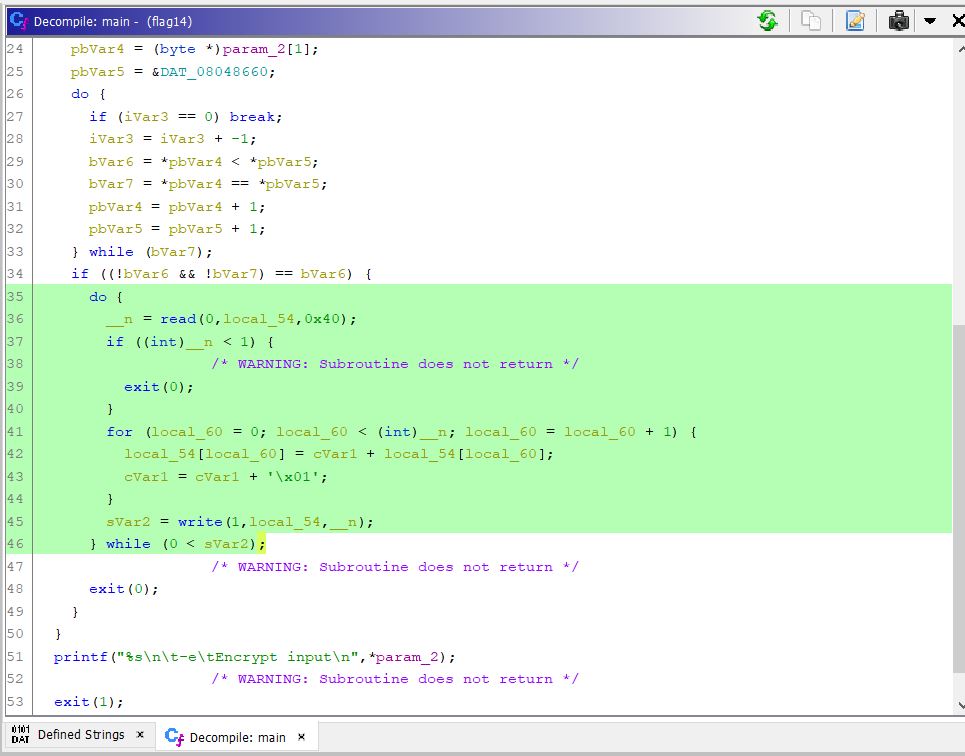 Decompile: main - (flag14)
24 pbVar4 = (byte *)param_2[1];
25 pbVar5 = &DAT_08048660;
26 do {
27 if (iVar3 == 0) break;
28 iVar3 = iVar3 + -1;
29 bVar6 = *pbVar4 < *pbVar5;
30 bVar7 = *pbVar4 == *pbVar5;
31 pbVar4 = pbVar4 + 1;
32 pbVar5 = pbVar5 + 1;
33 } while (bVar7);
34 if ((!bVar6 && !bVar7) == bVar6) {
35 do {
36 __n = read(0,local_54,0x40);
37 if ((int)__n < 1) {
38 /* WARNING: Subroutine does not return */
39 exit(0);
40 }
41 for (local_60 = 0; local_60 < (int)__n; local_60 = local_60 + 1) {
42 local_54[local_60] = cVar1 + local_54[local_60];
43 cVar1 = cVar1 + '\x01';
44 }
45 sVar2 = write(1,local_54,__n);
46 } while (0 < sVar2);
47 /* WARNING: Subroutine does not return */
48 exit(0);
49 }
50 }
51 printf("%s\n\t-e\tEncrypt input\n",*param_2);
52 /* WARNING: Subroutine does not return */
53 exit(1);
0101 DAT Defined Strings × Decompile: main ×